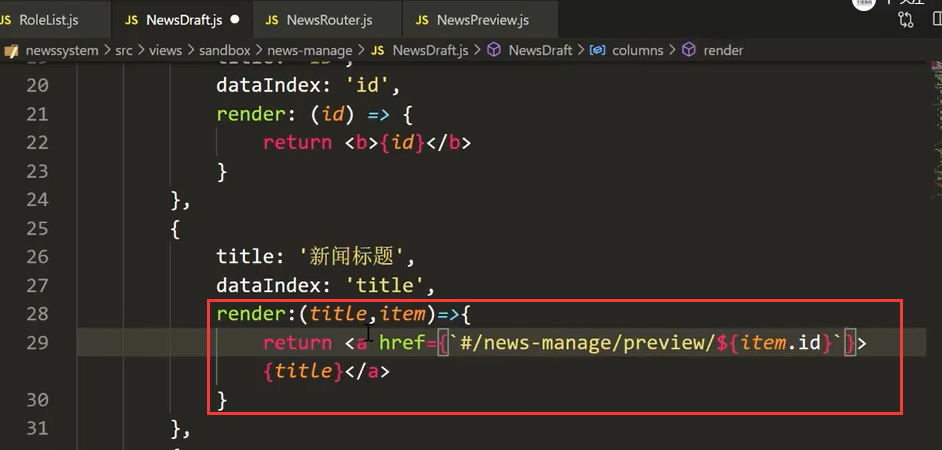 JS RoleList.js JS NewsDraft.js JS NewsRouter.js JS NewsPreview.js
newssystem > src > views > sandbox > news-manage > JS NewsDraft.js > NewsDraft > columns > render
20 dataIndex: 'id',
21 render: (id) => {
22 return <b>{id}</b>
23 }
24 },
25 {
26 title: '新闻标题',
27 dataIndex: 'title',
28 render:(title,item)=>{
29 return <a href={`#/news-manage/preview/${item.id}`}>
{title}</a>
30 }
31 },